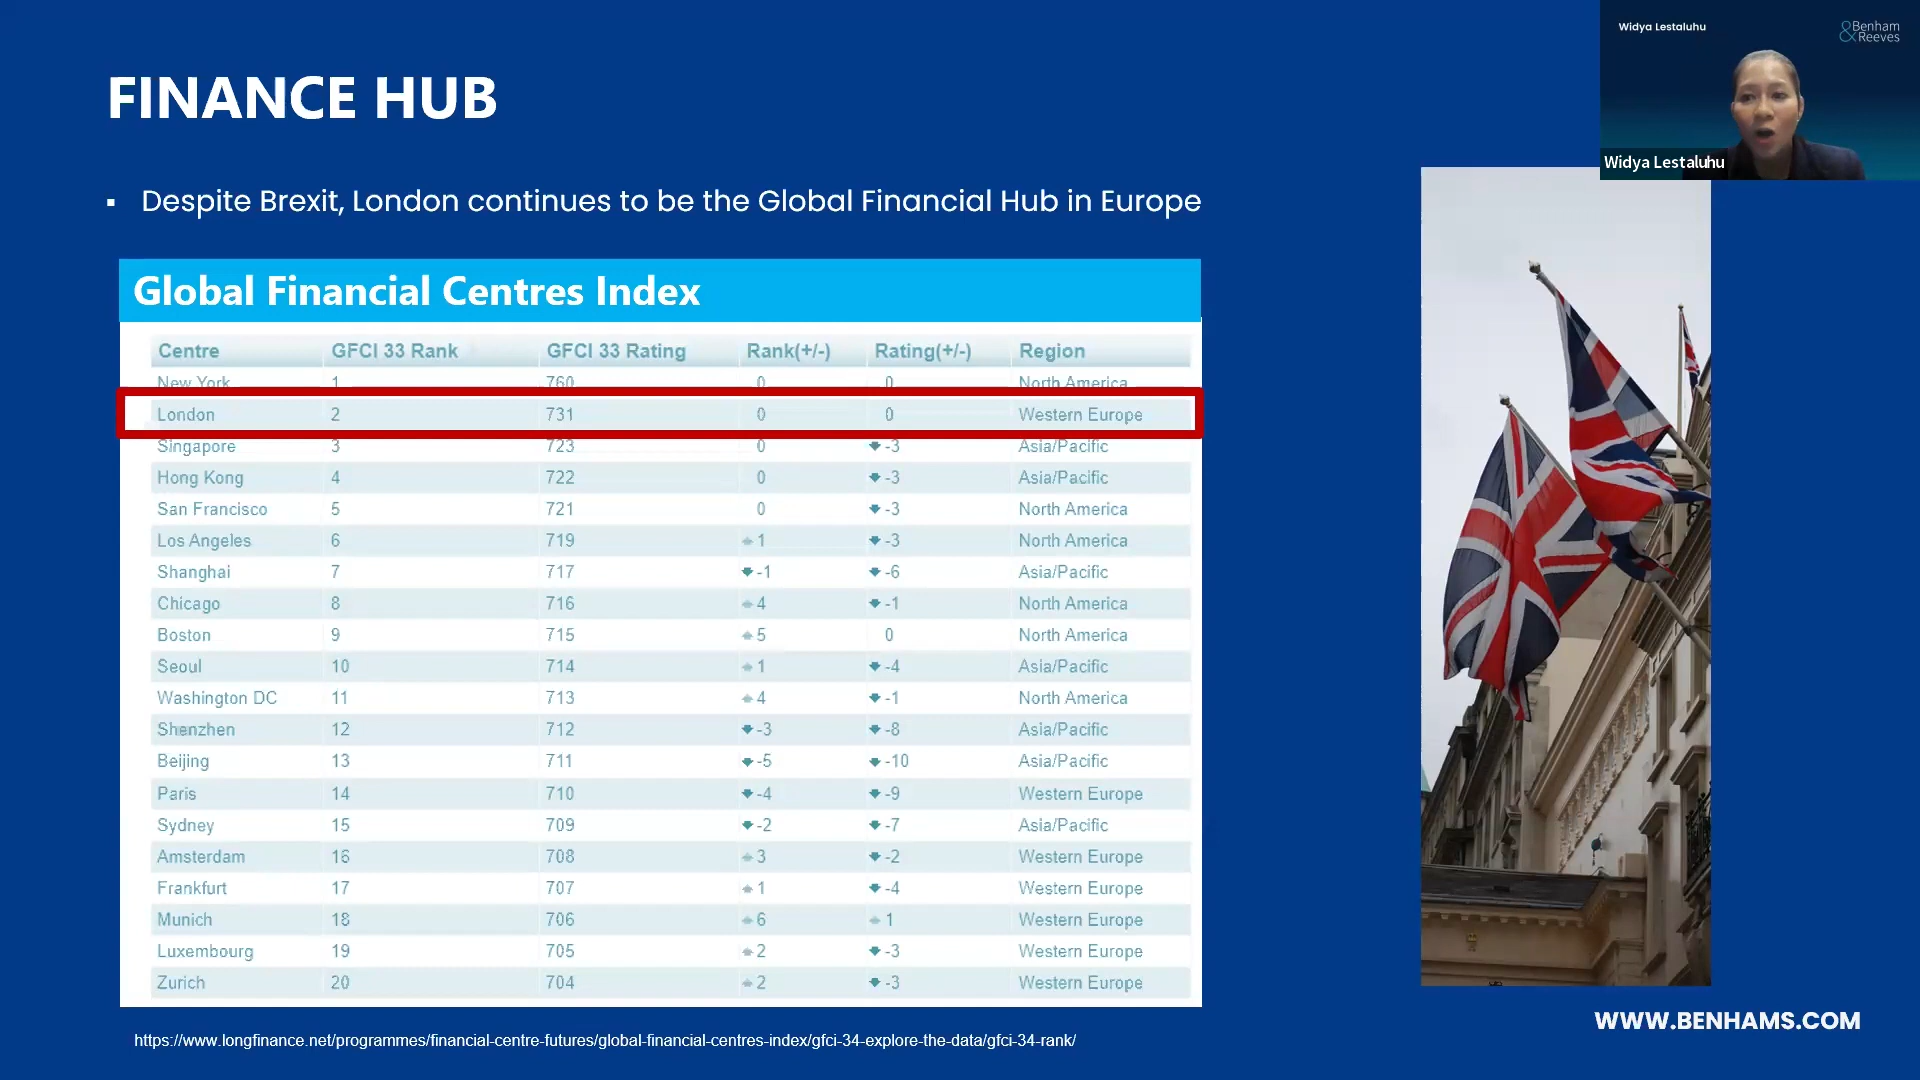 FINANCE HUB
Widya Lestaluhu
&Benham
Reeves
Widya Lestaluhu
▪ Despite Brexit, London continues to be the Global Financial Hub in Europe
Global Financial Centres Index
Centre GFCI 33 Rank GFCI 33 Rating Rank(+/-) Rating(+/-) Region
New York 1 760 0 0 North America
London 2 731 0 0 Western Europe
Singapore 3 723 0 -3 Asia/Pacific
Hong Kong 4 722 0 -3 Asia/Pacific
San Francisco 5 721 0 -3 North America
Los Angeles 6 719 1 -3 North America
Shanghai 7 717 -1 -6 Asia/Pacific
Chicago 8 716 4 -1 North America
Boston 9 715 5 0 North America
Seoul 10 714 1 -4 Asia/Pacific
Washington DC 11 713 4 -1 North America
Shenzhen 12 712 -3 -8 Asia/Pacific
Beijing 13 711 -5 -10 Asia/Pacific
Paris 14 710 -4 -9 Western Europe
Sydney 15 709 -2 -7 Asia/Pacific
Amsterdam 16 708 3 -2 Western Europe
Frankfurt 17 707 1 -4 Western Europe
Munich 18 706 6 1 Western Europe
Luxembourg 19 705 2 -3 Western Europe
Zurich 20 704 2 -3 Western Europe
WWW.BENHAMS.COM
https://www.longfinance.net/programmes/financial-centre-futures/global-financial-centres-index/gfci-34-explore-the-data/gfci-34-rank/